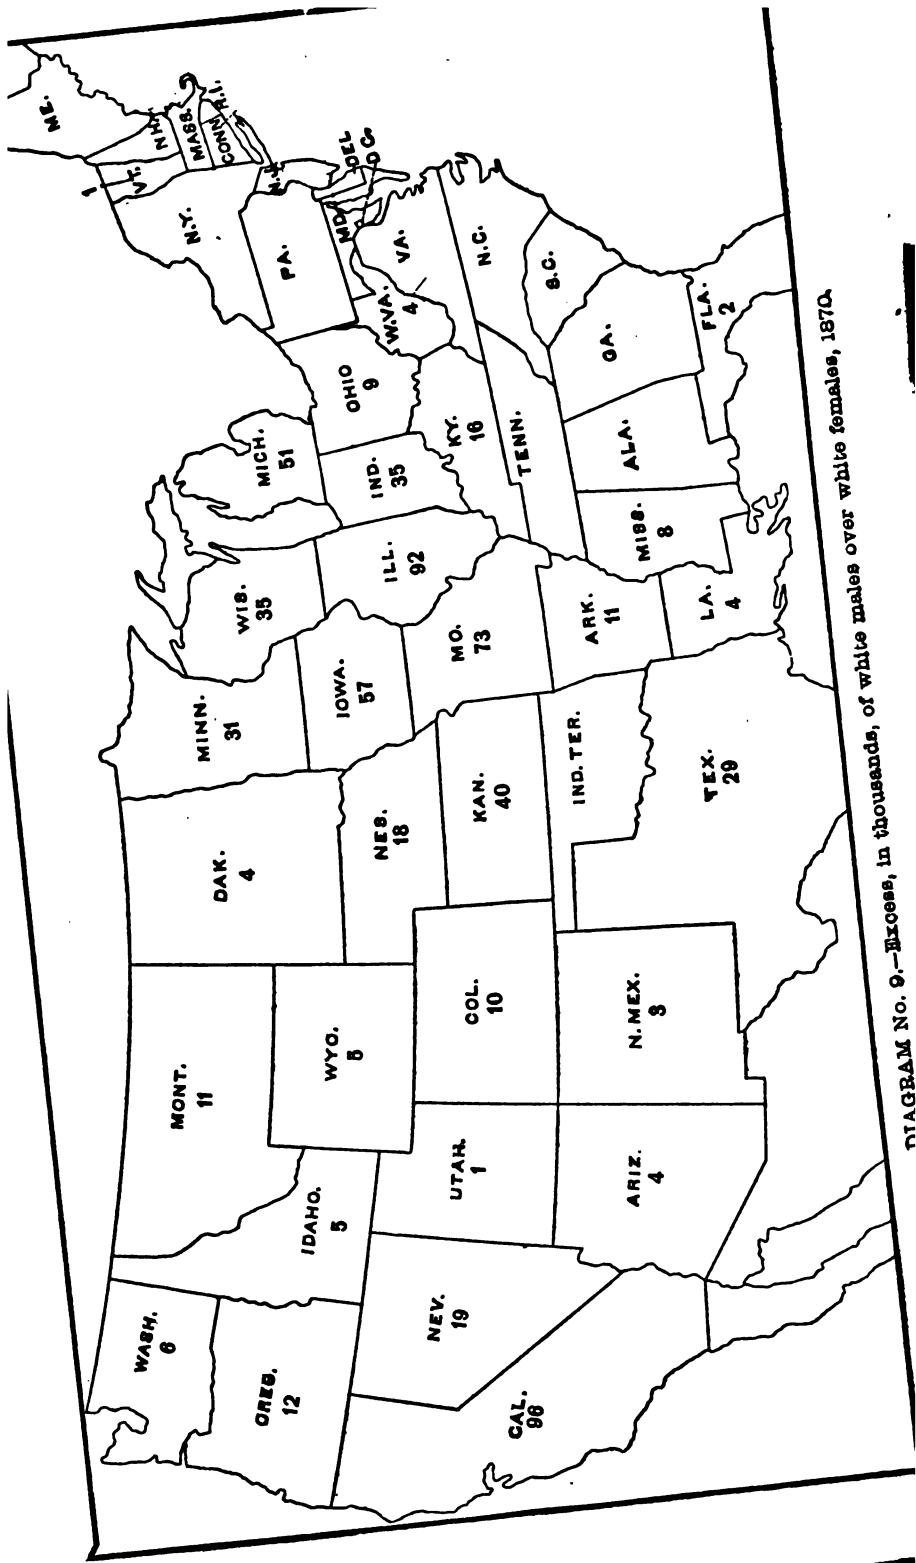 ME.
N.H.
1
VT.
MASS.
R.I.
CONN.
N.Y.
N.J.
PA.
DEL
D.C.
MD.
VA.
W.VA.
4
N.C.
S.C.
GA.
FLA.
2
OHIO
9
KY.
16
TENN.
ALA.
MICH.
51
IND.
35
MISS.
8
WIS.
35
ILL.
92
MINN.
31
IOWA.
57
MO.
73
ARK.
11
LA.
4
DAK.
4
NEB.
18
KAN.
40
IND. TER.
TEX.
29
MONT.
11
WYO.
5
COL.
10
N. MEX.
3
IDAHO.
5
UTAH.
1
ARIZ.
4
WASH.
6
OREG.
12
NEV.
19
CAL.
96
DIAGRAM No. 9.—Excess, in thousands, of white males over white females, 1870.